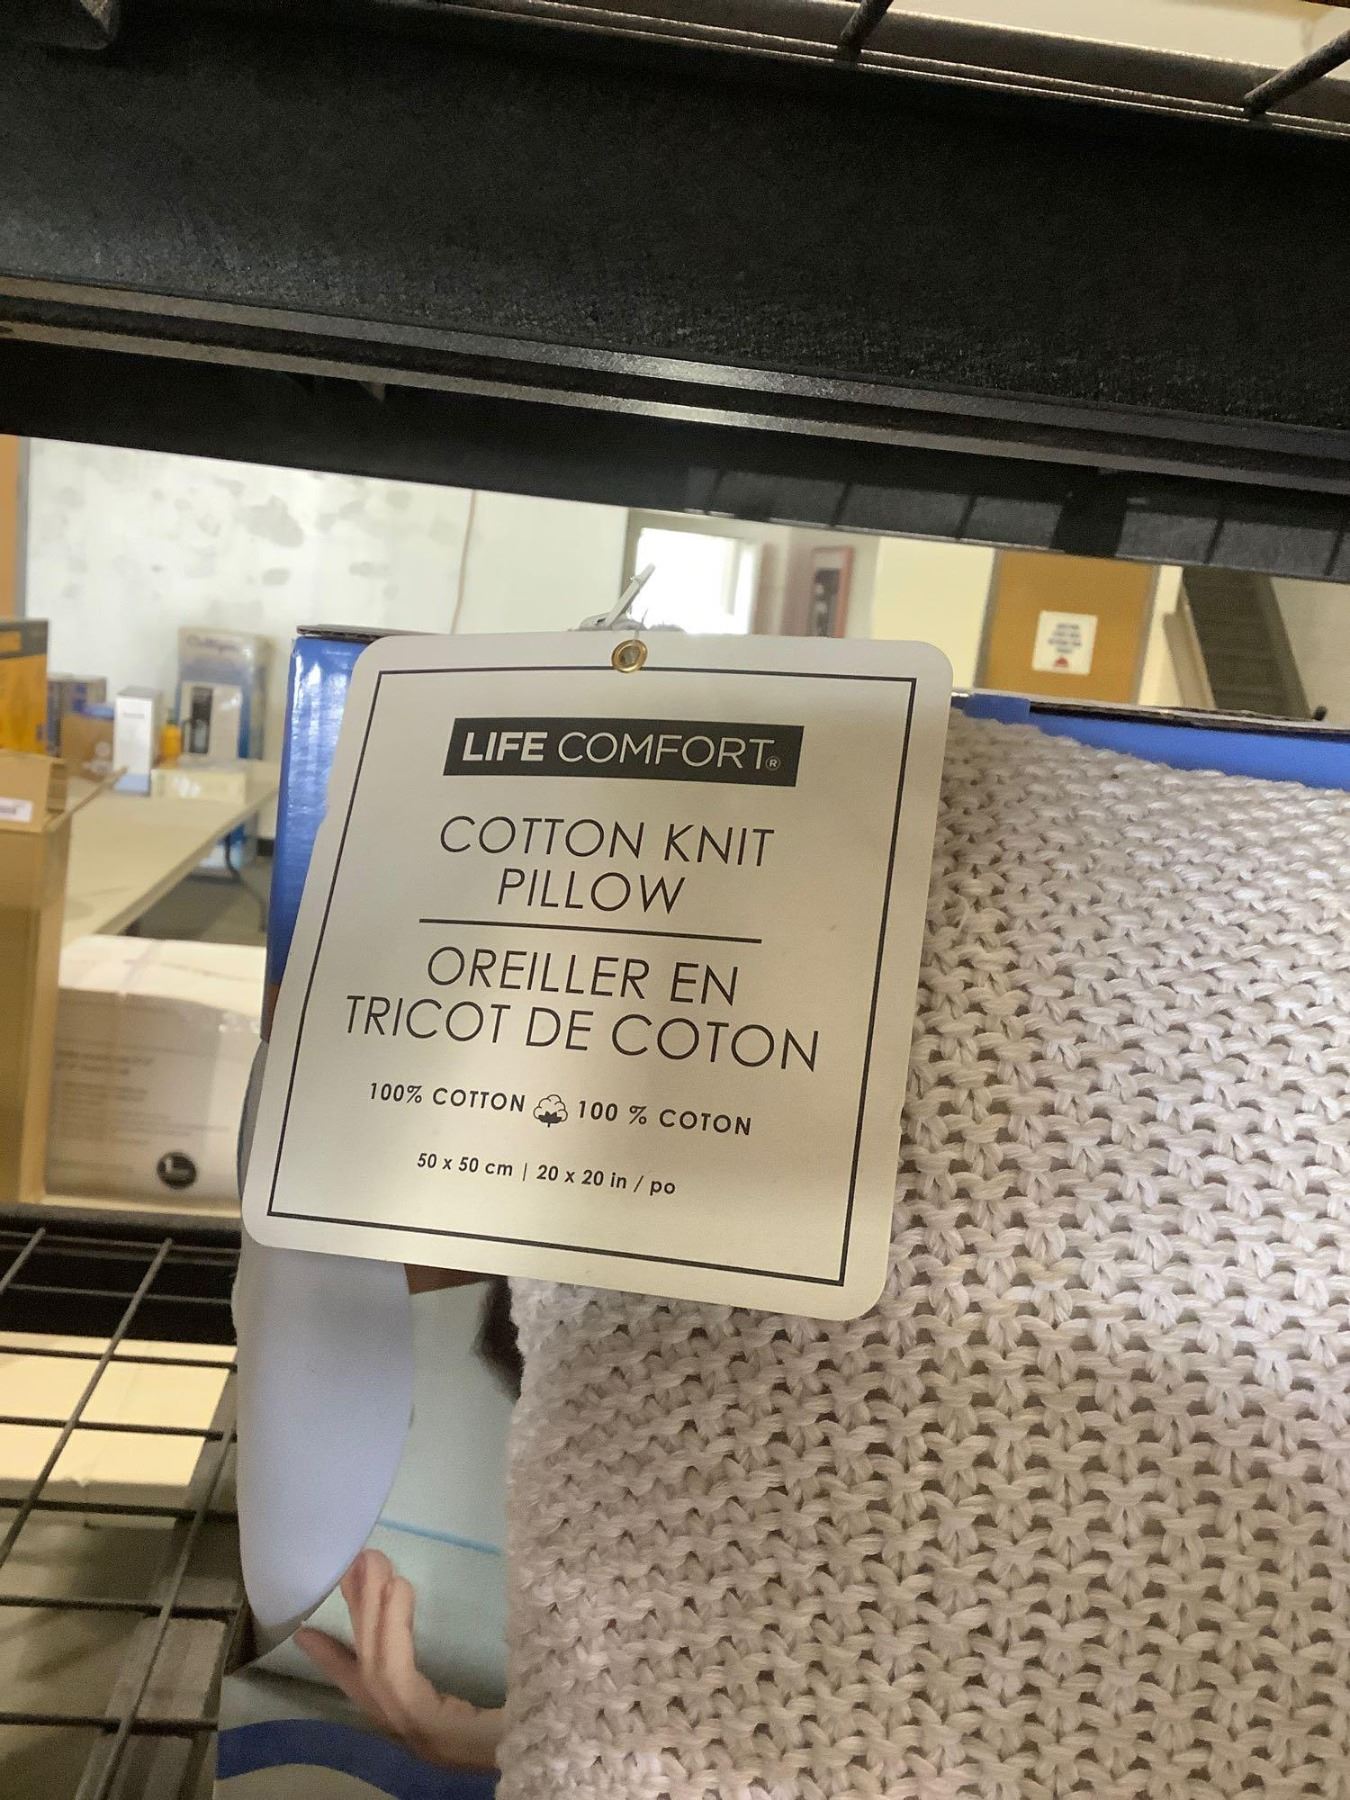 LIFE COMFORT®
COTTON KNIT
PILLOW
OREILLER EN
TRICOT DE COTON
100% COTTON 100 % COTON
50 x 50 cm | 20 x 20 in / po